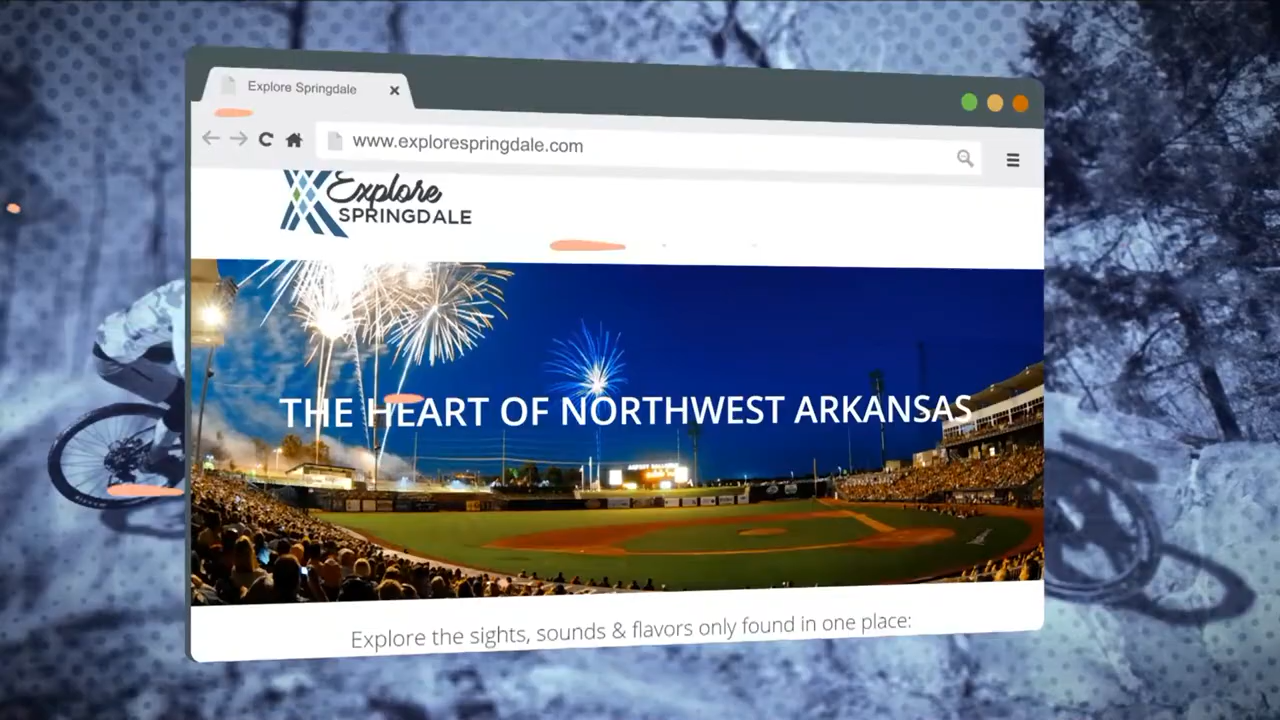 Explore Springdale
www.explorespringdale.com
Explore
SPRINGDALE
THE HEART OF NORTHWEST ARKANSAS
Explore the sights, sounds & flavors only found in one place: